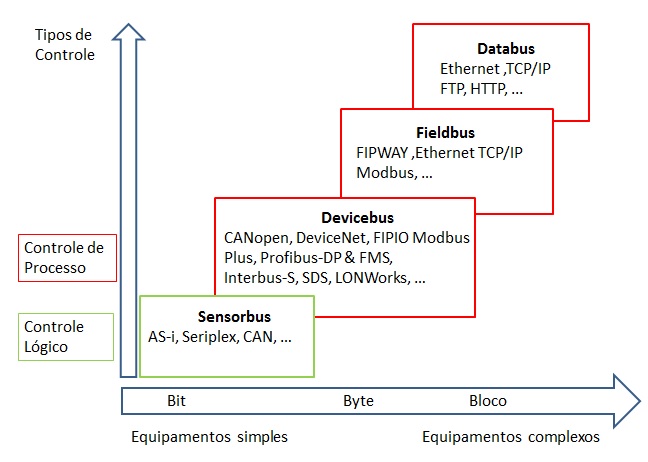 Tipos de
Controle
Databus
Ethernet ,TCP/IP
FTP, HTTP, ...
Fieldbus
FIPWAY ,Ethernet TCP/IP
Modbus, ...
Devicebus
CANopen, DeviceNet, FIPIO Modbus
Plus, Profibus-DP & FMS,
Interbus-S, SDS, LONWorks, ...
Controle de
Processo
Sensorbus
AS-i, Seriplex, CAN, ...
Controle
Lógico
Bit
Byte
Bloco
Equipamentos simples
Equipamentos complexos